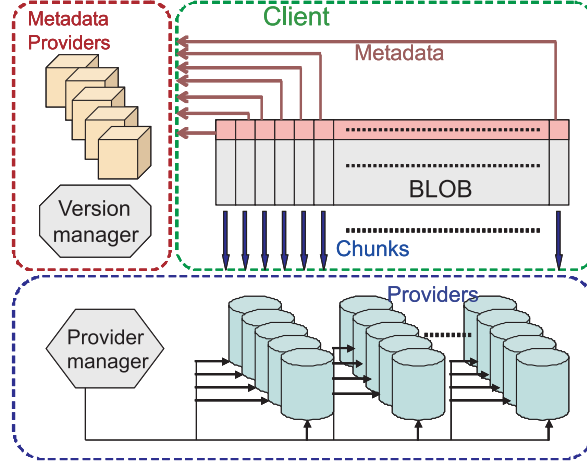 Metadata
Providers
Client
Metadata
BLOB
Version
manager
Chunks
Providers
Provider
manager